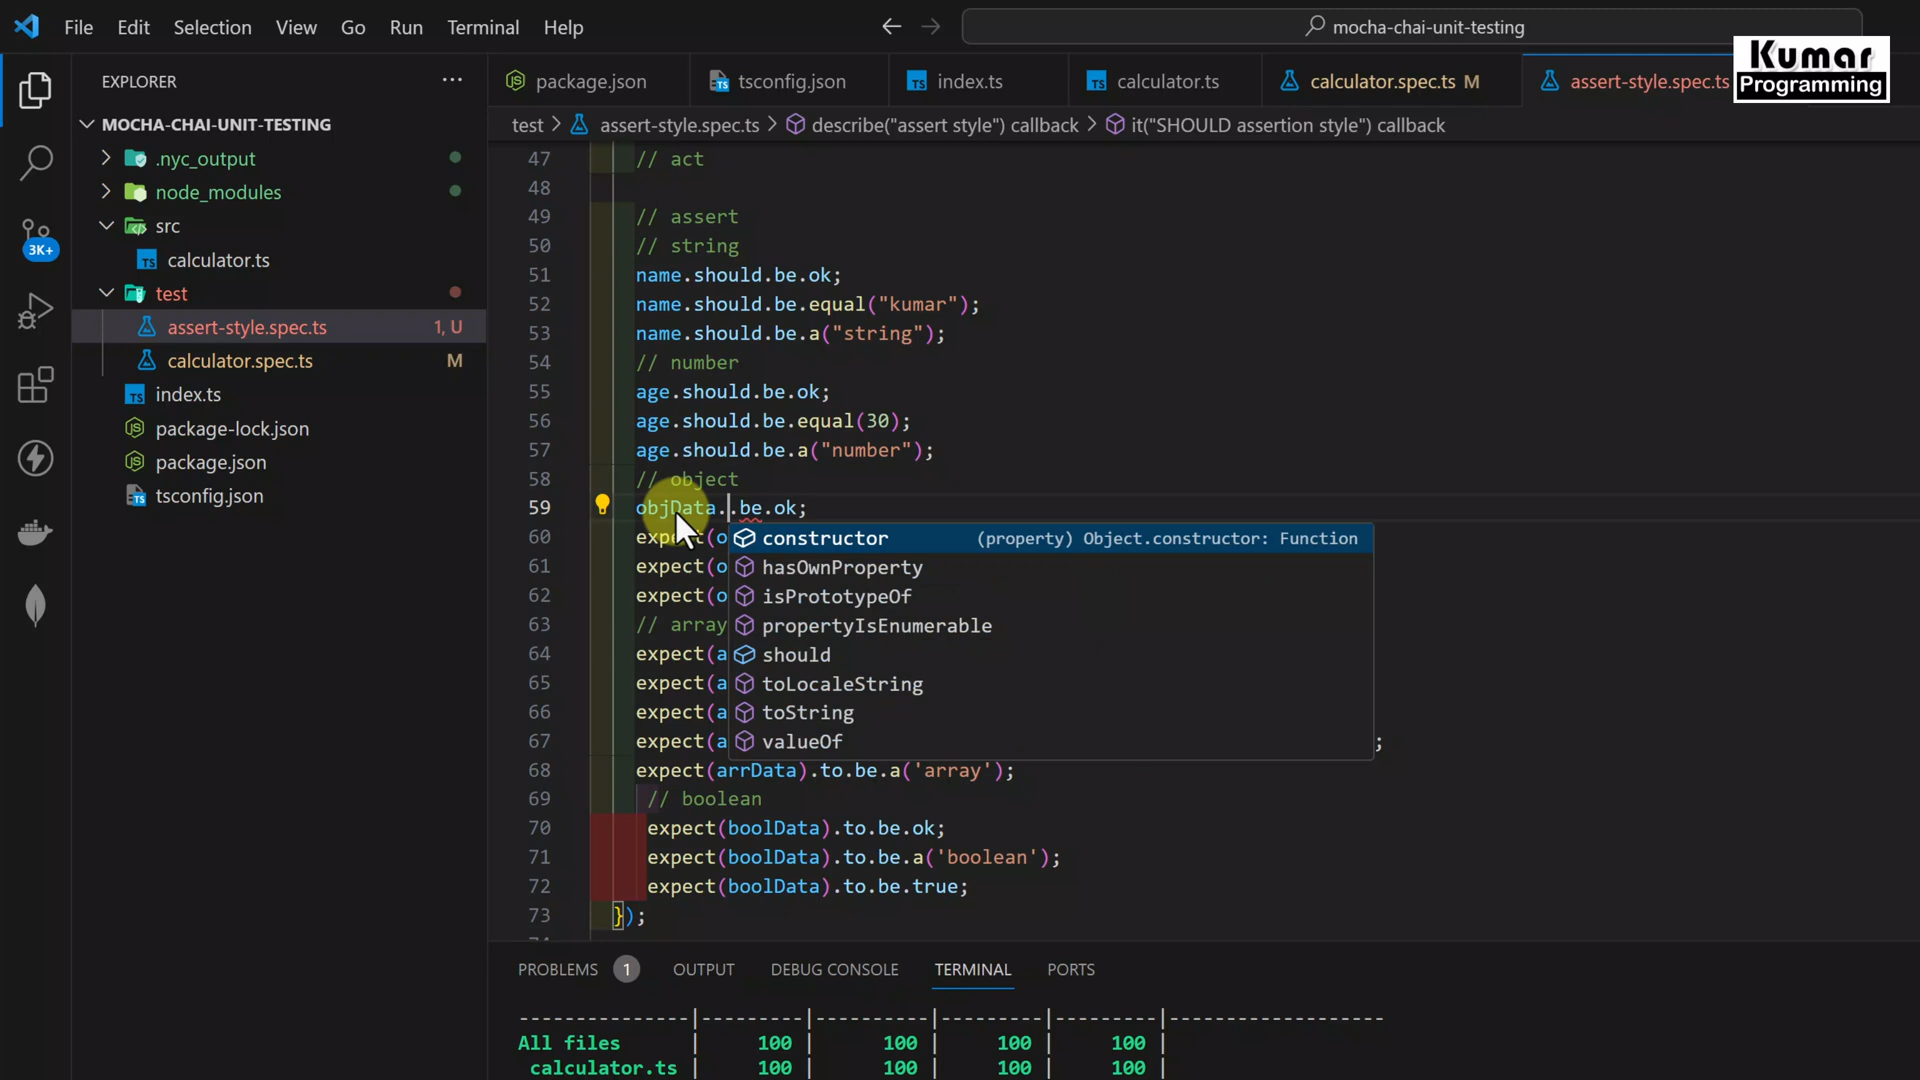 File Edit Selection View Go Run Terminal Help
mocha-chai-unit-testing
Kumar
Programming
EXPLORER
package.json
tsconfig.json
index.ts
calculator.ts
calculator.spec.ts M
assert-style.spec.ts
MOCHA-CHAI-UNIT-TESTING
test > assert-style.spec.ts > describe("assert style") callback > it("SHOULD assertion style") callback
.nyc_output
node_modules
src
calculator.ts
test
assert-style.spec.ts 1, U
calculator.spec.ts M
index.ts
package-lock.json
package.json
tsconfig.json
3K+
47 // act
48
49 // assert
50 // string
51 name.should.be.ok;
52 name.should.be.equal("kumar");
53 name.should.be.a("string");
54 // number
55 age.should.be.ok;
56 age.should.be.equal(30);
57 age.should.be.a("number");
58 // object
59 objData..be.ok;
60 expect(o
61 expect(o
62 expect(o
63 // array
64 expect(a
65 expect(a
66 expect(a
67 expect(a ;
68 expect(arrData).to.be.a('array');
69 // boolean
70 expect(boolData).to.be.ok;
71 expect(boolData).to.be.a('boolean');
72 expect(boolData).to.be.true;
73 });
constructor (property) Object.constructor: Function
hasOwnProperty
isPrototypeOf
propertyIsEnumerable
should
toLocaleString
toString
valueOf
PROBLEMS 1 OUTPUT DEBUG CONSOLE TERMINAL PORTS
---------------|---------|----------|---------|---------|-------------------
All files | 100 | 100 | 100 | 100 |
calculator.ts | 100 | 100 | 100 | 100 |